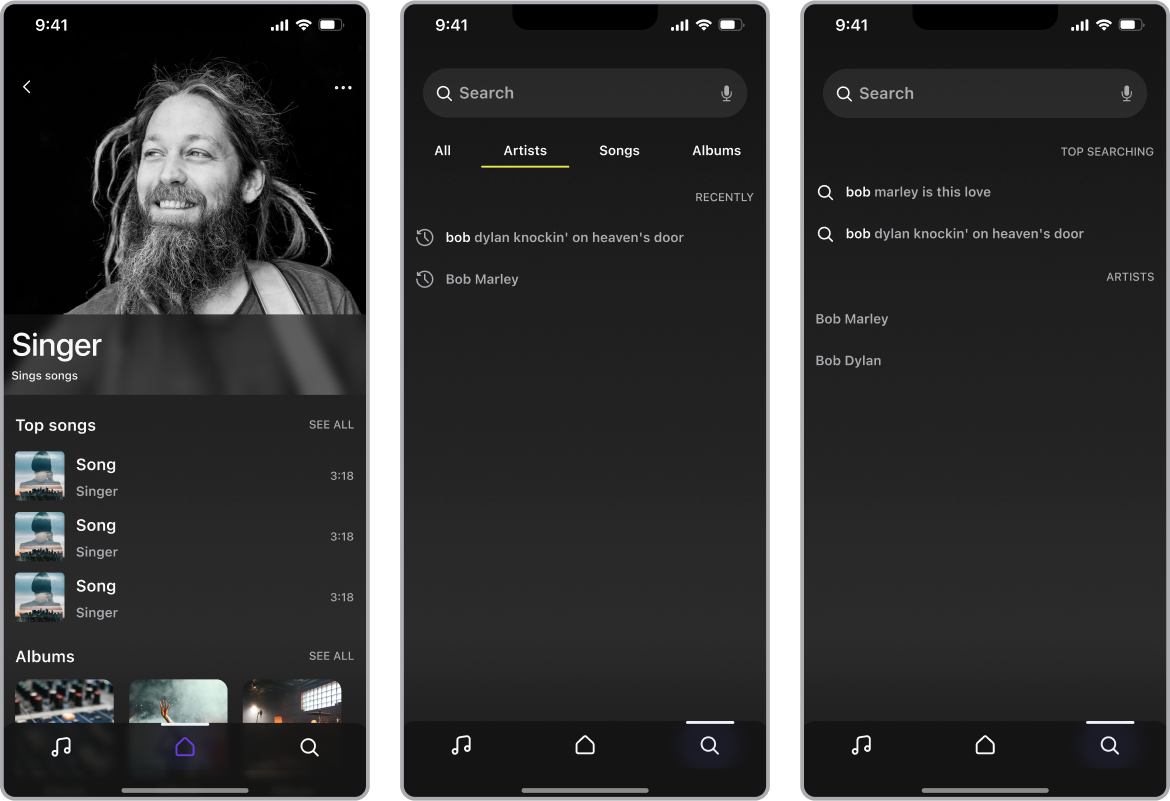 9:41
Singer
Sings songs
Top songs
SEE ALL
Song
Singer
3:18
Song
Singer
3:18
Song
Singer
3:18
Albums
SEE ALL
9:41
Search
All Artists Songs Albums
RECENTLY
bob dylan knockin' on heaven's door
Bob Marley
9:41
Search
TOP SEARCHING
bob marley is this love
bob dylan knockin' on heaven's door
ARTISTS
Bob Marley
Bob Dylan